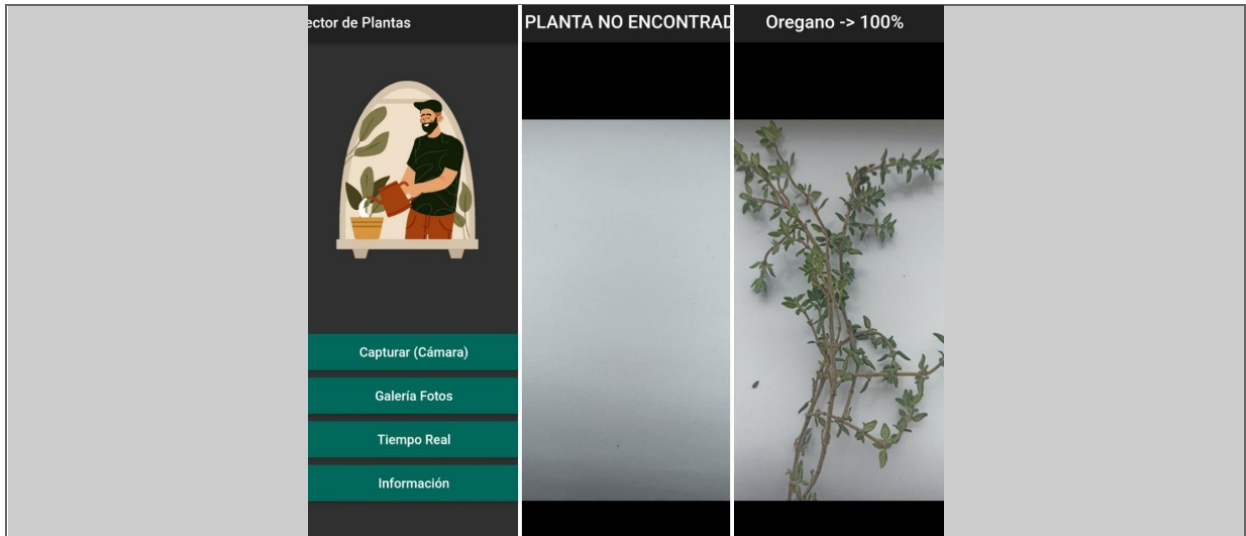 ector de Plantas
Capturar (Cámara)
Galería Fotos
Tiempo Real
Información
PLANTA NO ENCONTRAD
Oregano -> 100%